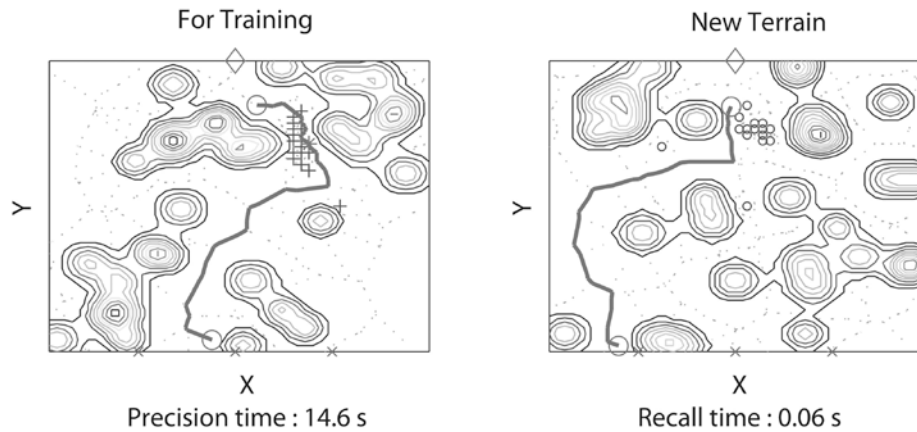 For Training
New Terrain
Y
Y
X
X
Precision time : 14.6 s
Recall time : 0.06 s